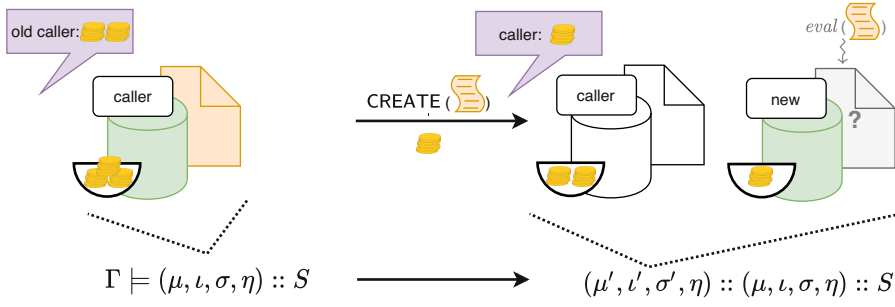 old caller:
caller
CREATE ( )
caller:
caller
eval( )
new
?
Γ ⊨ (μ, ι, σ, η) :: S
(μ′, ι′, σ′, η) :: (μ, ι, σ, η) :: S